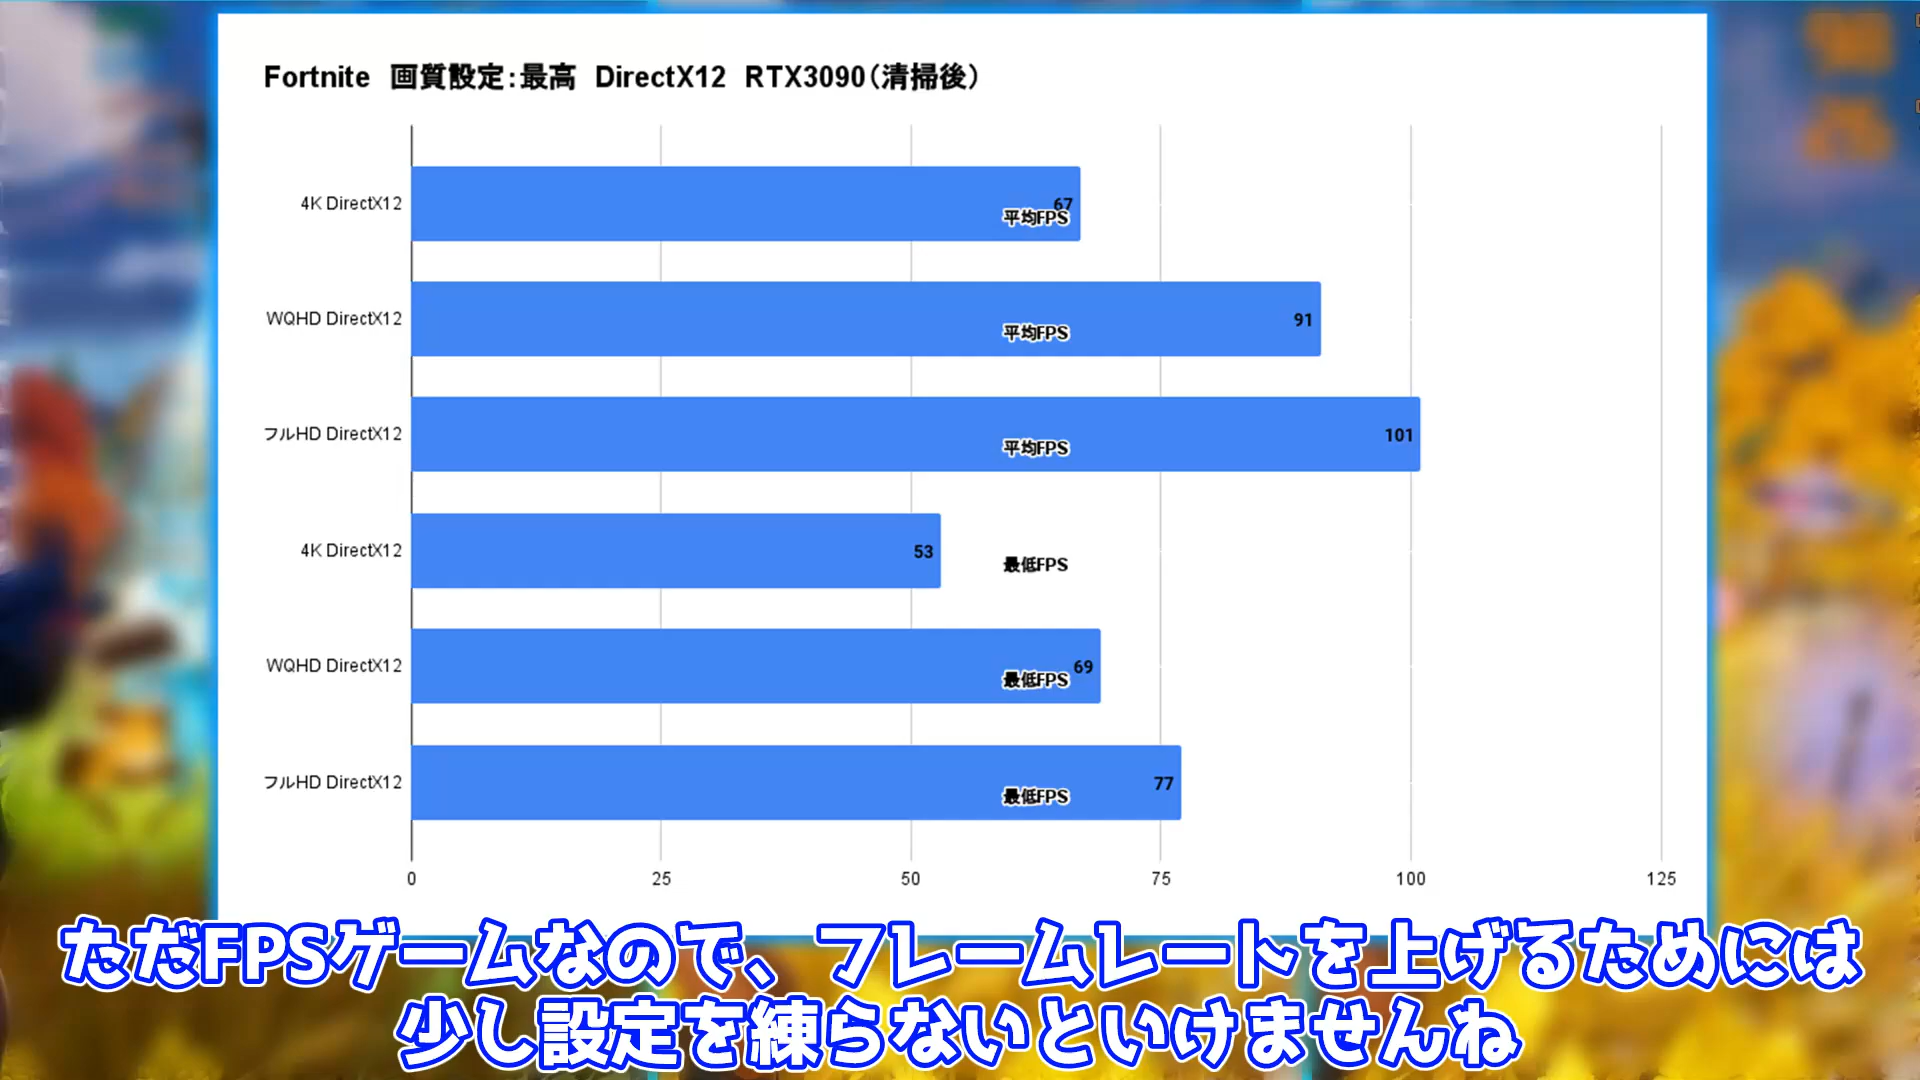 Fortnite 画質設定：最高 DirectX12 RTX3090（清掃後）
4K DirectX12 67
平均FPS
WQHD DirectX12 91
平均FPS
フルHD DirectX12 101
平均FPS
4K DirectX12 53
最低FPS
WQHD DirectX12 69
最低FPS
フルHD DirectX12 77
最低FPS
0 25 50 75 100 125
ただFPSゲームなので、フレームレートを上げるためには
少し設定を練らないといけませんね